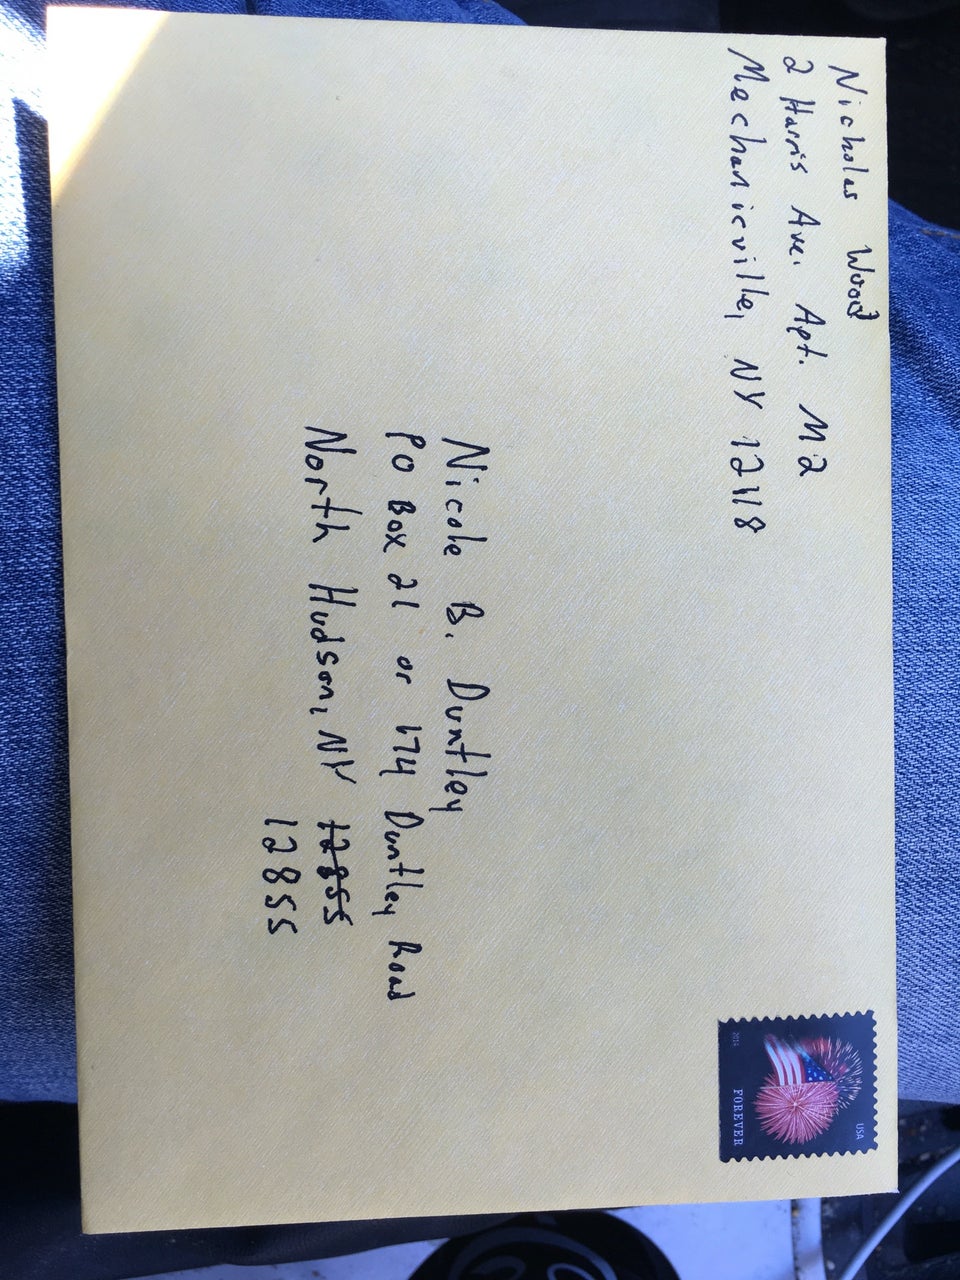 Nicholas Wood
2 Harris Ave. Apt. M2
Mechanicville, NY 12118
Nicole B. Duntley
PO Box 21 or 174 Duntley Road
North Hudson, NY 12855
12855
USA
FOREVER
2014